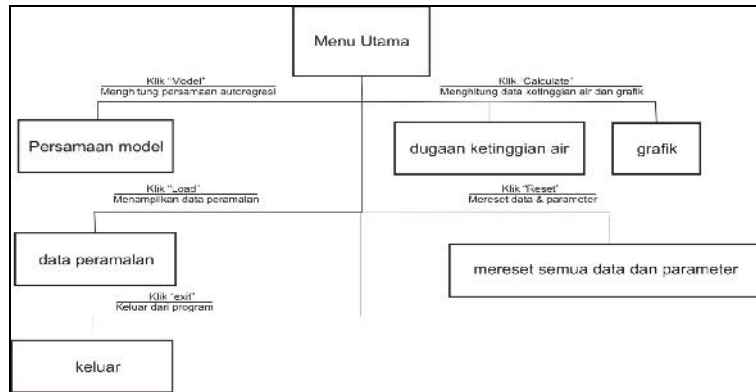 Menu Utama
Klik "Model"
Menghitung persamaan autoregresi
Klik "Calculate"
Menghitung data ketinggian air dan grafik
Persamaan model
dugaan ketinggian air
grafik
Klik "Load"
Menampilkan data peramalan
Klik "Reset"
Mereset data & parameter
data peramalan
mereset semua data dan parameter
Klik "exit"
Keluar dari program
keluar